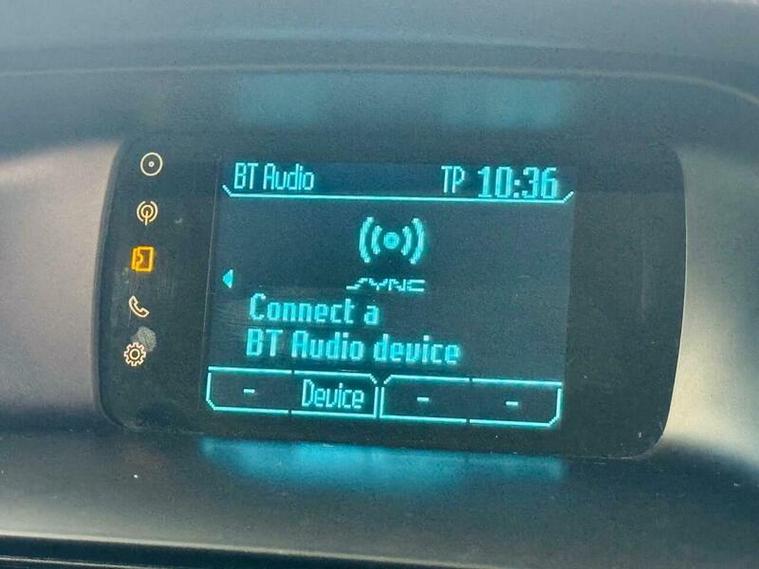 BT Audio TP 10:36
SYNC
Connect a
BT Audio device
- Device - -